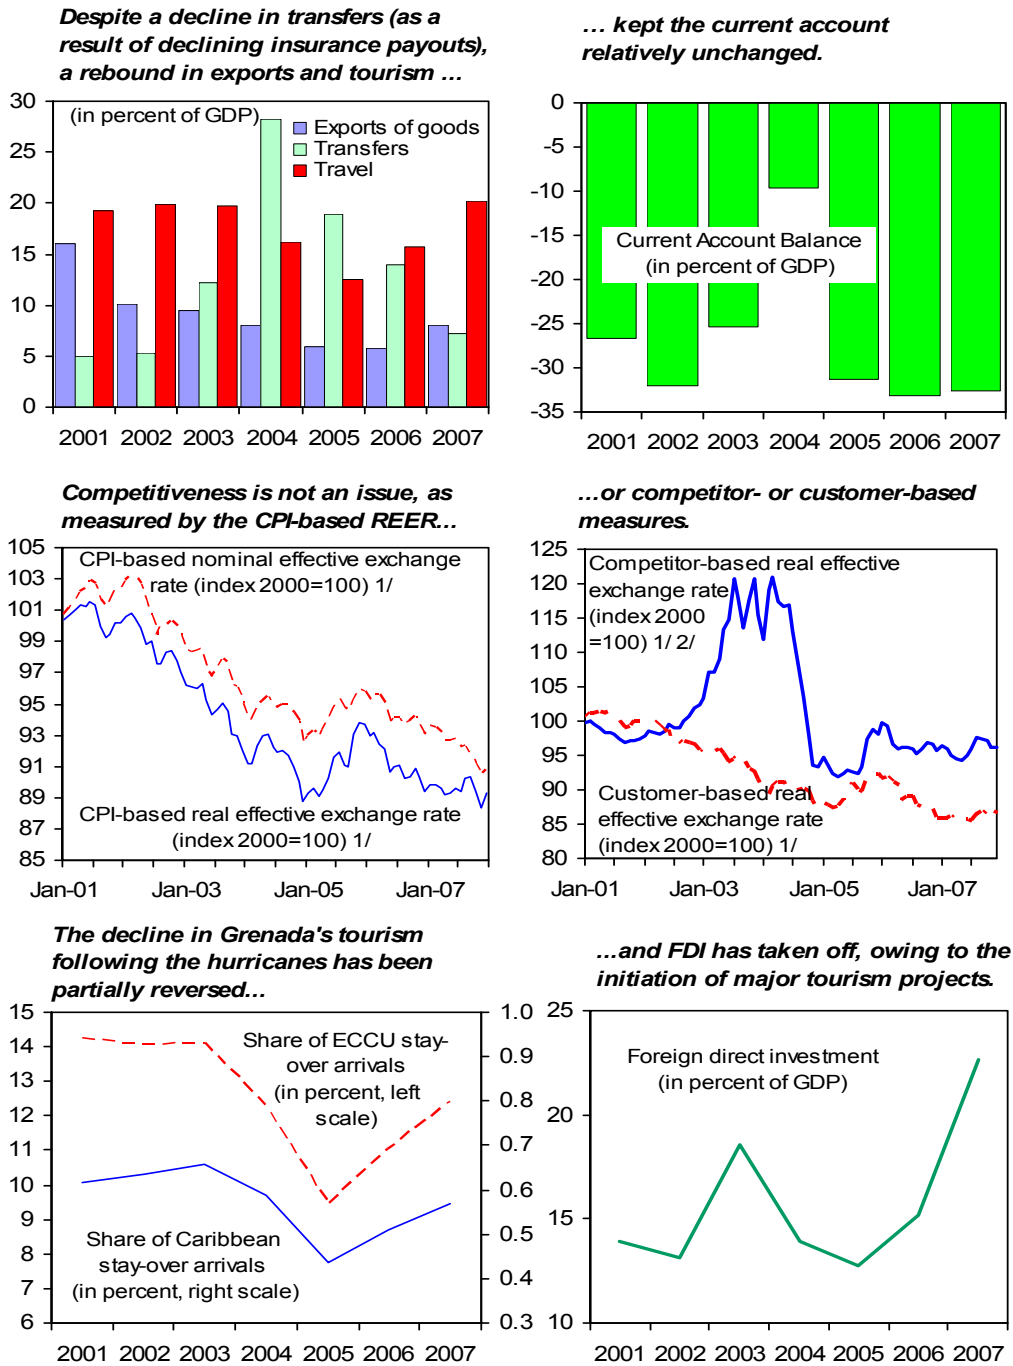 Despite a decline in transfers (as a
result of declining insurance payouts),
a rebound in exports and tourism …
30
25
20
15
10
5
0
(in percent of GDP)
Exports of goods
Transfers
Travel
2001 2002 2003 2004 2005 2006 2007
… kept the current account
relatively unchanged.
0
-5
-10
-15
-20
-25
-30
-35
Current Account Balance
(in percent of GDP)
2001 2002 2003 2004 2005 2006 2007
Competitiveness is not an issue, as
measured by the CPI-based REER…
105
103
101
99
97
95
93
91
89
87
85
CPI-based nominal effective exchange
rate (index 2000=100) 1/
CPI-based real effective exchange rate
(index 2000=100) 1/
Jan-01 Jan-03 Jan-05 Jan-07
…or competitor- or customer-based
measures.
125
120
115
110
105
100
95
90
85
80
Competitor-based real effective
exchange rate
(index 2000
=100) 1/ 2/
Customer-based real
effective exchange rate
(index 2000=100) 1/
Jan-01 Jan-03 Jan-05 Jan-07
The decline in Grenada's tourism
following the hurricanes has been
partially reversed…
15
14
13
12
11
10
9
8
7
6
Share of ECCU stay-
over arrivals
(in percent, left
scale)
Share of Caribbean
stay-over arrivals
(in percent, right scale)
1.0
0.9
0.8
0.7
0.6
0.5
0.4
0.3
2001 2002 2003 2004 2005 2006 2007
…and FDI has taken off, owing to the
initiation of major tourism projects.
25
20
15
10
Foreign direct investment
(in percent of GDP)
2001 2002 2003 2004 2005 2006 2007